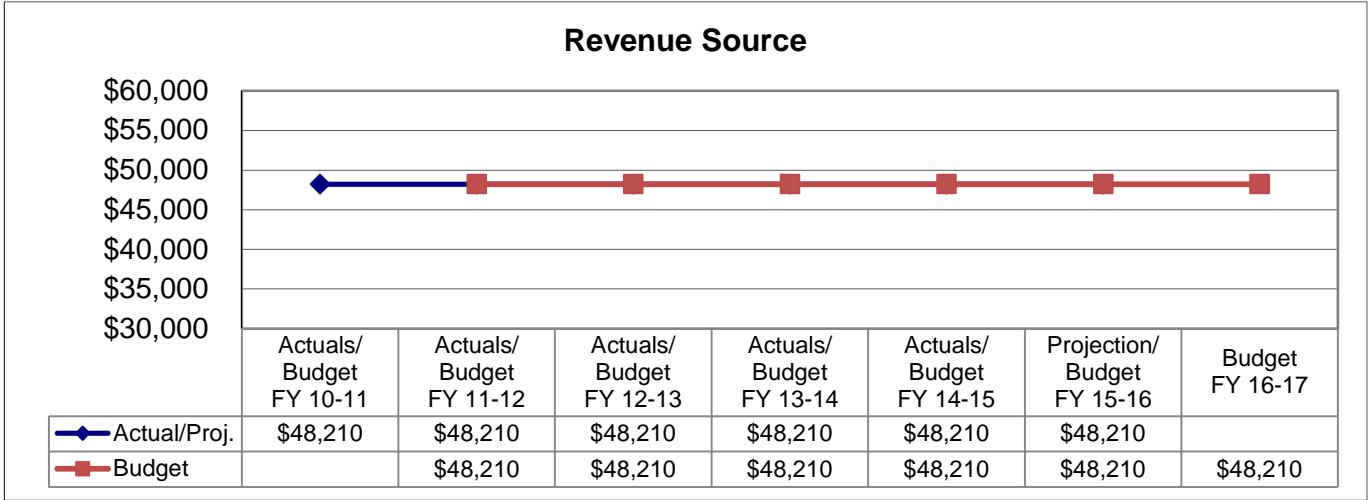 Revenue Source
$60,000
$55,000
$50,000
$45,000
$40,000
$35,000
$30,000
Actuals/ Actuals/ Actuals/ Actuals/ Actuals/ Projection/
Budget Budget Budget Budget Budget Budget Budget
FY 10-11 FY 11-12 FY 12-13 FY 13-14 FY 14-15 FY 15-16 FY 16-17
Actual/Proj. $48,210 $48,210 $48,210 $48,210 $48,210 $48,210
Budget $48,210 $48,210 $48,210 $48,210 $48,210 $48,210